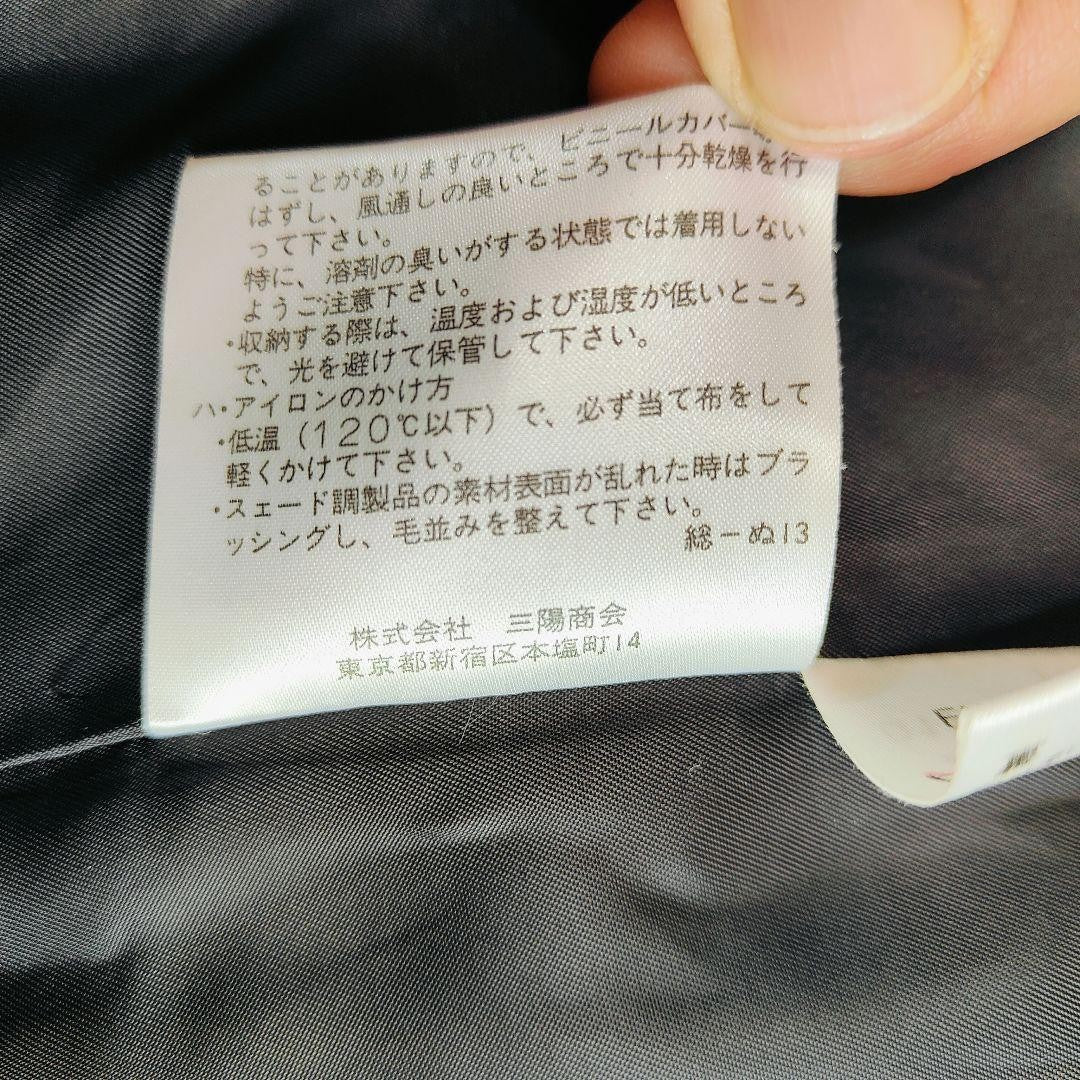 ることがありますので、ビニールカバー
はずし、風通しの良いところで十分乾燥を行
って下さい。
特に、溶剤の臭いがする状態では着用しない
ようご注意下さい。
・収納する際は、温度および湿度が低いところ
で、光を避けて保管して下さい。
ハ・アイロンのかけ方
・低温(120℃以下)で、必ず当て布をして
軽くかけて下さい。
・スェード調製品の素材表面が乱れた時はブラ
ッシングし、毛並みを整えて下さい。
総ーぬ13
株式会社 三陽商会
東京都新宿区本塩町14